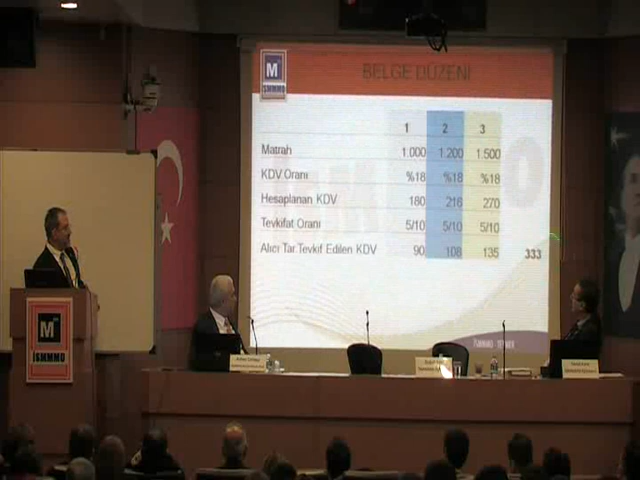 M
İSMMMO
BELGE DÜZENİ
1 2 3
Matrah 1.000 1.200 1.500
KDV Oranı %18 %18 %18
Hesaplanan KDV 180 216 270
Tevkifat Oranı 5/10 5/10 5/10
Alıcı Tar.Tevkif Edilen KDV 90 108 135 333
M
İSMMMO